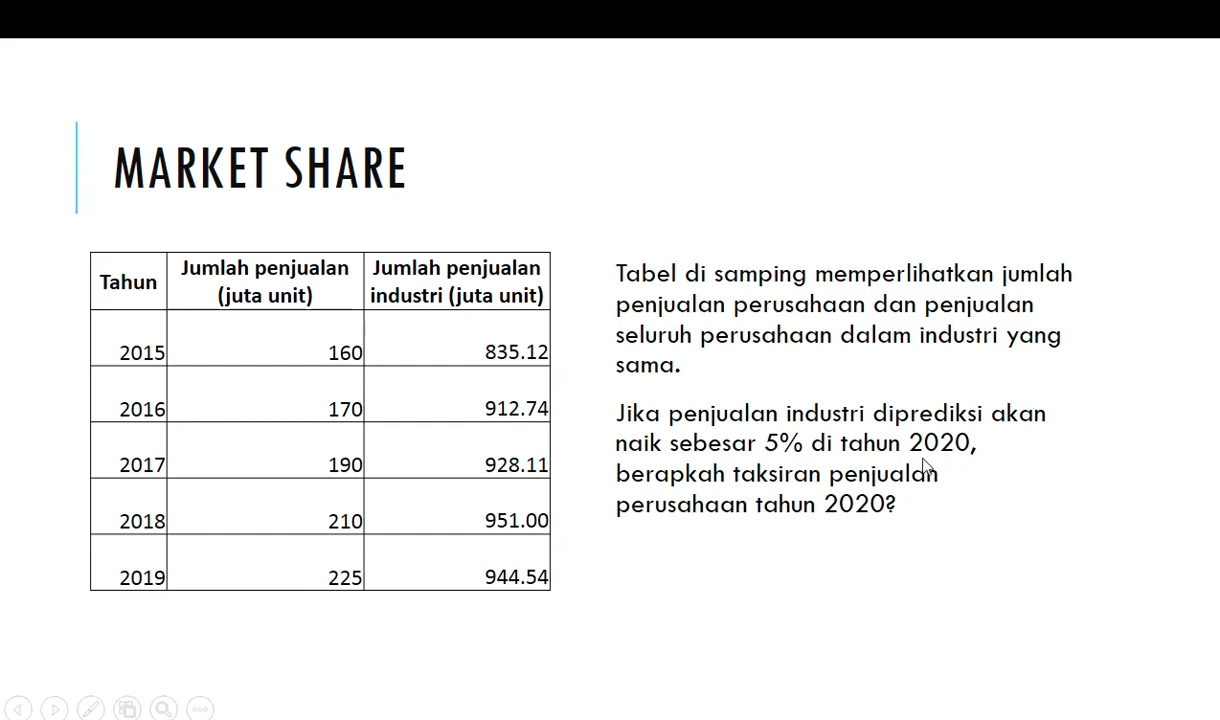 MARKET SHARE
Tahun
Jumlah penjualan
(juta unit)
Jumlah penjualan
industri (juta unit)
2015 160 835.12
2016 170 912.74
2017 190 928.11
2018 210 951.00
2019 225 944.54
Tabel di samping memperlihatkan jumlah
penjualan perusahaan dan penjualan
seluruh perusahaan dalam industri yang
sama.
Jika penjualan industri diprediksi akan
naik sebesar 5% di tahun 2020,
berapkah taksiran penjualan
perusahaan tahun 2020?